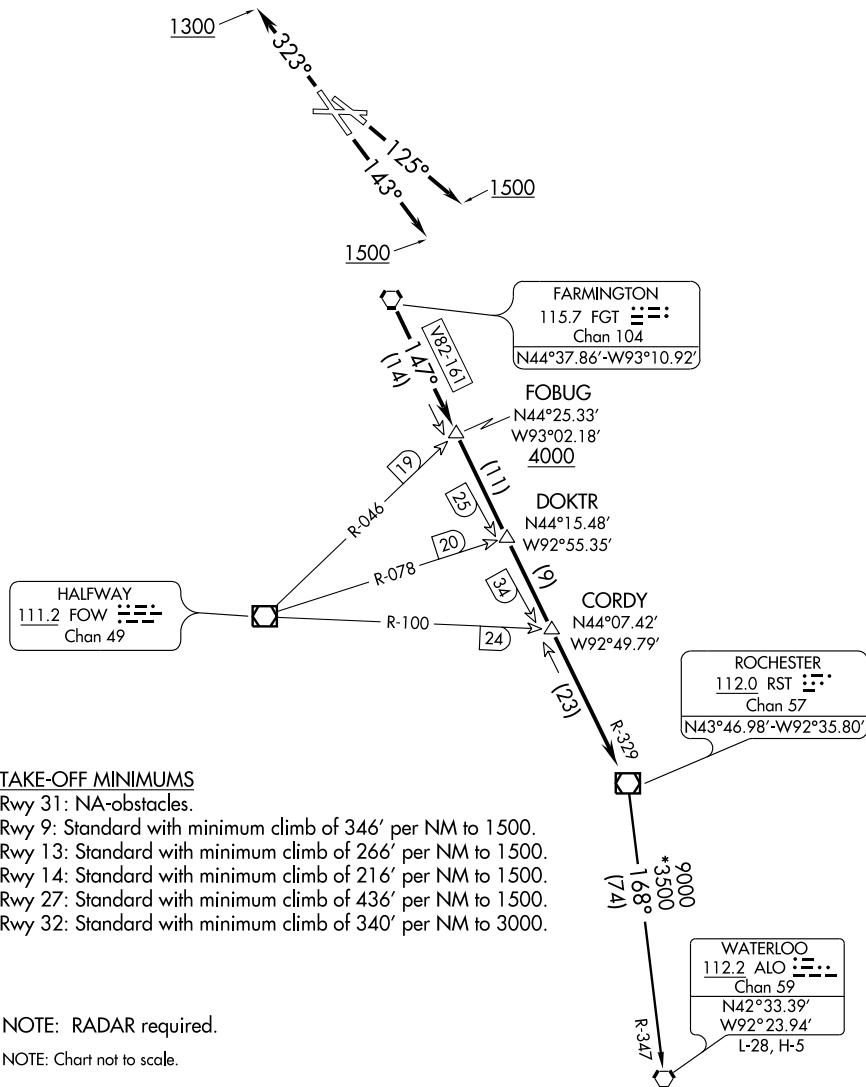 1300
323°
125°
143°
1500
1500
FARMINGTON
115.7 FGT
Chan 104
N44°37.86'-W93°10.92'
V82-161
147°
(14)
FOBUG
N44°25.33'
W93°02.18'
4000
19
R-046
(11)
25
DOKTR
N44°15.48'
W92°55.35'
20
R-078
(9)
34
HALFWAY
111.2 FOW
Chan 49
R-100
24
CORDY
N44°07.42'
W92°49.79'
(23)
R-329
ROCHESTER
112.0 RST
Chan 57
N43°46.98'-W92°35.80'
TAKE-OFF MINIMUMS
Rwy 31: NA-obstacles.
Rwy 9: Standard with minimum climb of 346' per NM to 1500.
Rwy 13: Standard with minimum climb of 266' per NM to 1500.
Rwy 14: Standard with minimum climb of 216' per NM to 1500.
Rwy 27: Standard with minimum climb of 436' per NM to 1500.
Rwy 32: Standard with minimum climb of 340' per NM to 3000.
9000
*3500
168°
(74)
WATERLOO
112.2 ALO
Chan 59
N42°33.39'
W92°23.94'
L-28, H-5
R-347
NOTE: RADAR required.
NOTE: Chart not to scale.